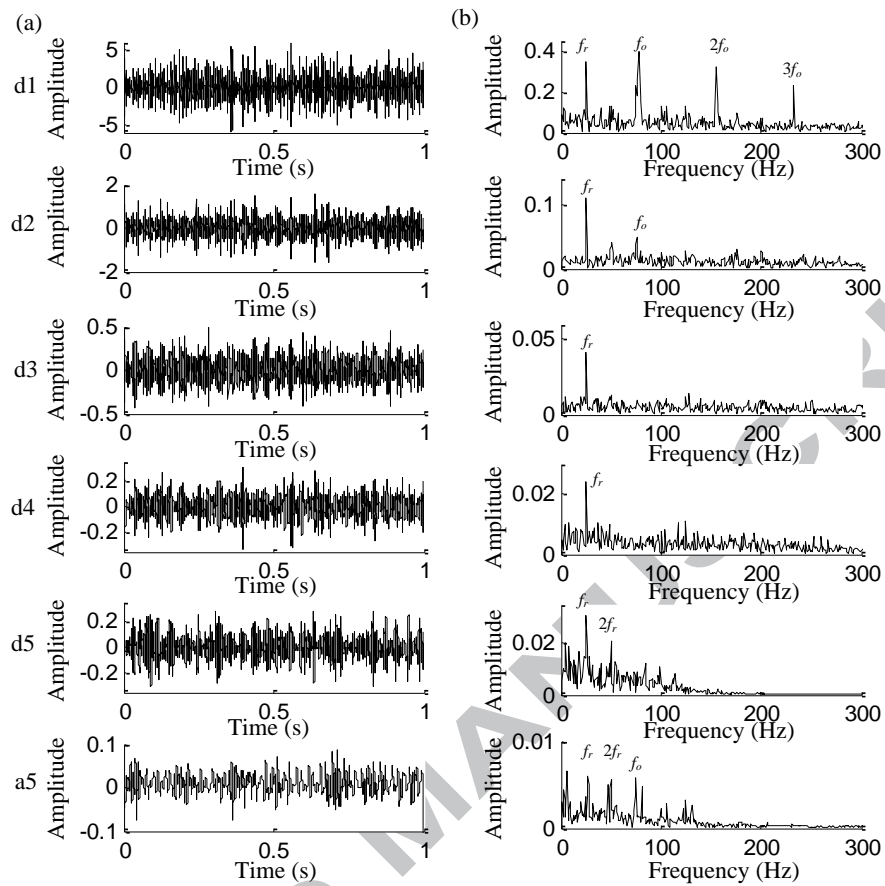 (a)
(b)
d1
Amplitude
5
0
-5
0
0.5
1
Time (s)
Amplitude
0.4
0.2
0
fr
fo
2fo
3fo
0
100
200
300
Frequency (Hz)
d2
Amplitude
2
0
-2
0
0.5
1
Time (s)
Amplitude
0.1
0
fr
fo
0
100
200
300
Frequency (Hz)
d3
Amplitude
0.5
0
-0.5
0
0.5
1
Time (s)
Amplitude
0.05
0
fr
0
100
200
300
Frequency (Hz)
d4
Amplitude
0.2
0
-0.2
0
0.5
1
Time (s)
Amplitude
0.02
0
fr
0
100
200
300
Frequency (Hz)
d5
Amplitude
0.2
0
-0.2
0
0.5
1
Time (s)
Amplitude
0.02
0
fr
2fr
0
100
200
300
Frequency (Hz)
a5
Amplitude
0.1
0
-0.1
0
0.5
1
Time (s)
Amplitude
0.01
0
fr
2fr
fo
0
100
200
300
Frequency (Hz)